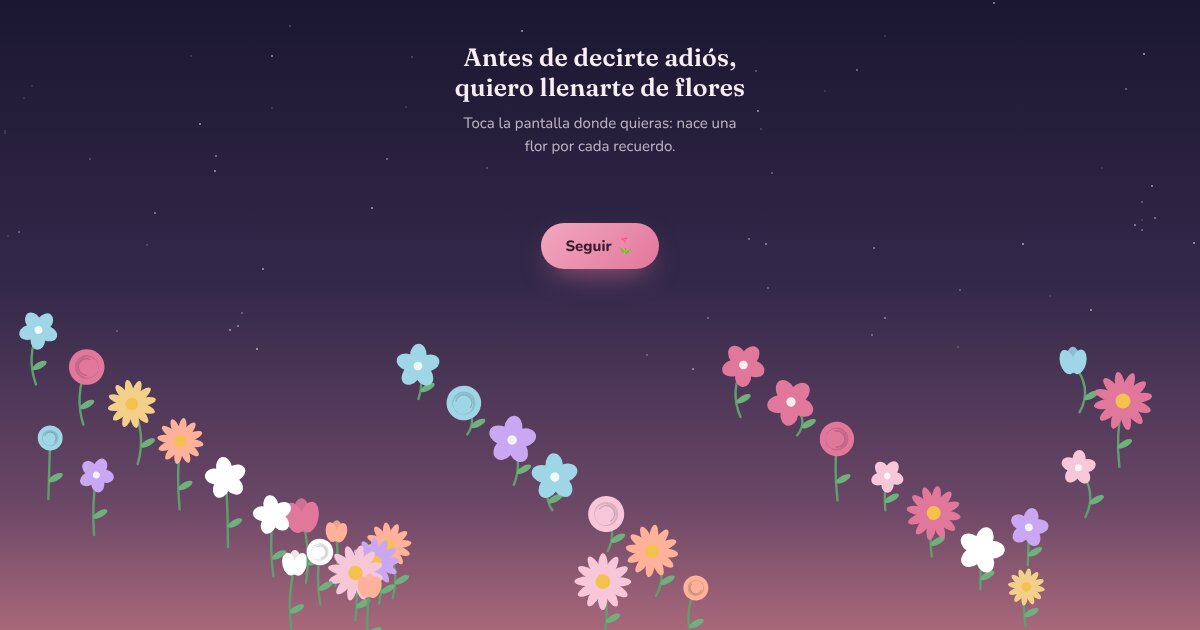 Antes de decirte adiós,
quiero llenarte de flores
Toca la pantalla donde quieras: nace una
flor por cada recuerdo.
Seguir 🌷